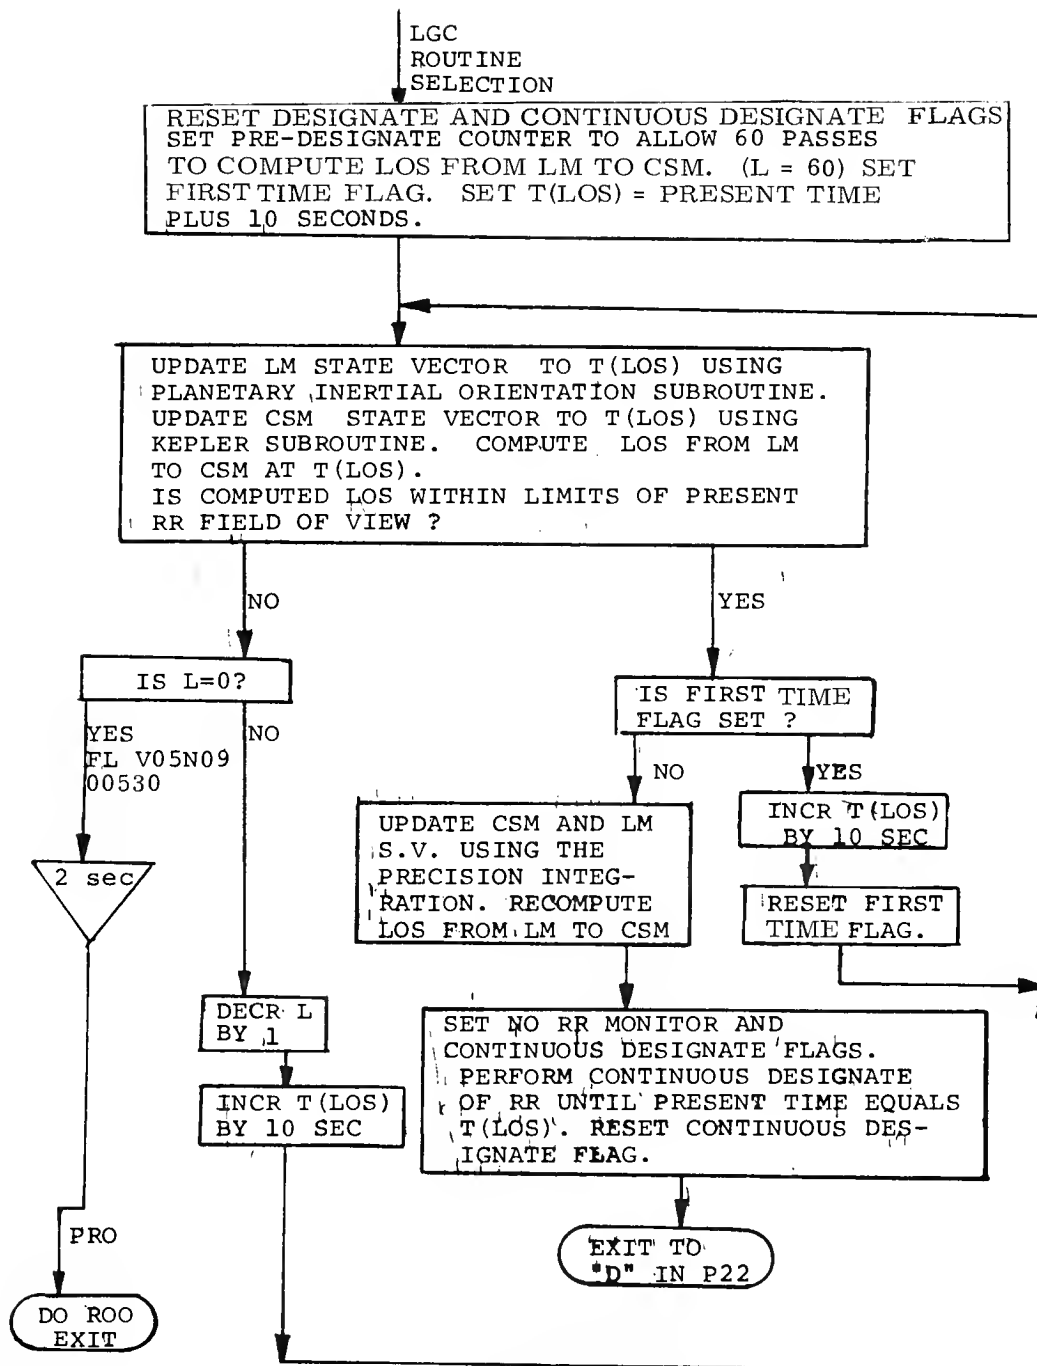 LGC
ROUTINE
SELECTION
RESET DESIGNATE AND CONTINUOUS DESIGNATE FLAGS
SET PRE-DESIGNATE COUNTER TO ALLOW 60 PASSES
TO COMPUTE LOS FROM LM TO CSM. (L = 60) SET
FIRST TIME FLAG. SET T(LOS) = PRESENT TIME
PLUS 10 SECONDS.
UPDATE LM STATE VECTOR TO T(LOS) USING
PLANETARY INERTIAL ORIENTATION SUBROUTINE.
UPDATE CSM STATE VECTOR TO T(LOS) USING
KEPLER SUBROUTINE. COMPUTE LOS FROM LM
TO CSM AT T(LOS).
IS COMPUTED LOS WITHIN LIMITS OF PRESENT
RR FIELD OF VIEW ?
NO
YES
IS L=0?
IS FIRST TIME
FLAG SET ?
YES
FL V05N09
00530
NO
NO
YES
2 sec
UPDATE CSM AND LM
S.V. USING THE
PRECISION INTEG-
RATION. RECOMPUTE
LOS FROM LM TO CSM
INCR T(LOS)
BY 10 SEC
RESET FIRST
TIME FLAG.
DECR L
BY 1
INCR T(LOS)
BY 10 SEC
SET NO RR MONITOR AND
CONTINUOUS DESIGNATE FLAGS.
PERFORM CONTINUOUS DESIGNATE
OF RR UNTIL PRESENT TIME EQUALS
T(LOS). RESET CONTINUOUS DES-
IGNATE FLAG.
PRO
EXIT TO
"D" IN P22
DO ROO
EXIT